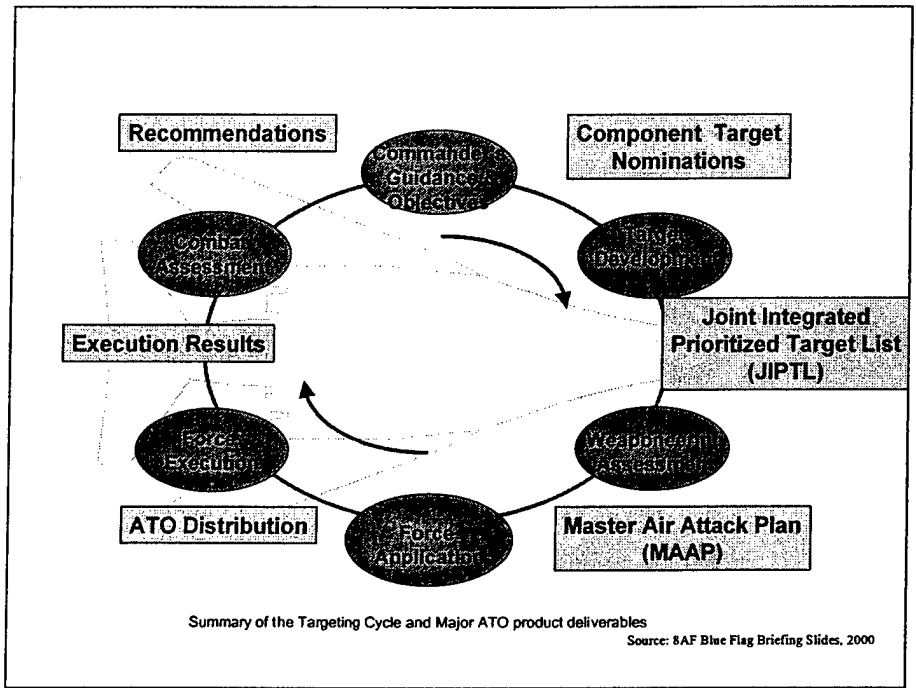 Recommendations
Component Target
Nominations
Commander's
Guidance &
Objectives
Combat
Assessment
Target
Development
Execution Results
Joint Integrated
Prioritized Target List
(JIPTL)
Force
Execution
Weaponeering
Assessment
ATO Distribution
Force
Application
Master Air Attack Plan
(MAAP)
Summary of the Targeting Cycle and Major ATO product deliverables
Source: 8AF Blue Flag Briefing Slides, 2000